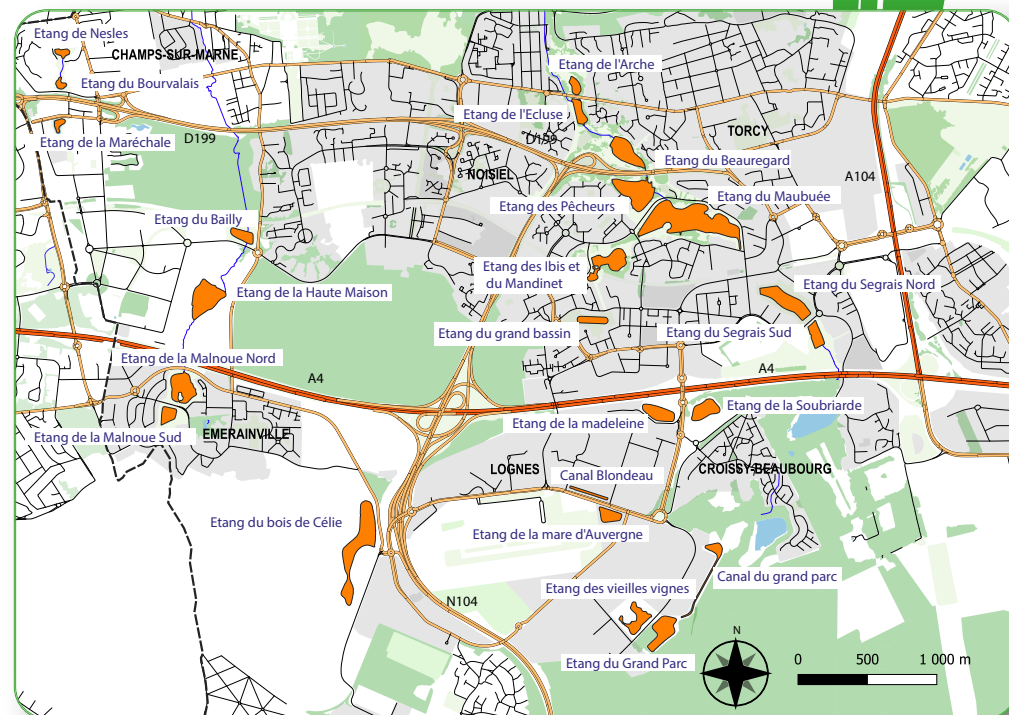 Etang de Nesles
CHAMPS-SUR-MARNE
Etang de l'Arche
Etang du Bourvalais
Etang de l'Ecluse
TORCY
Etang de la Maréchale
D199
D199
Etang du Beauregard
NOISIEL
A104
Etang du Maubuée
Etang des Pêcheurs
Etang du Bailly
Etang des Ibis et
du Mandinet
Etang du Segrais Nord
Etang de la Haute Maison
Etang du grand bassin
Etang du Segrais Sud
Etang de la Malnoue Nord
A4
A4
Etang de la Soubriarde
Etang de la madeleine
Etang de la Malnoue Sud
EMERAINVILLE
LOGNES
CROISSY-BEAUBOURG
Canal Blondeau
Etang du bois de Célie
Etang de la mare d'Auvergne
Canal du grand parc
Etang des vieilles vignes
N104
N
Etang du Grand Parc
0 500 1 000 m